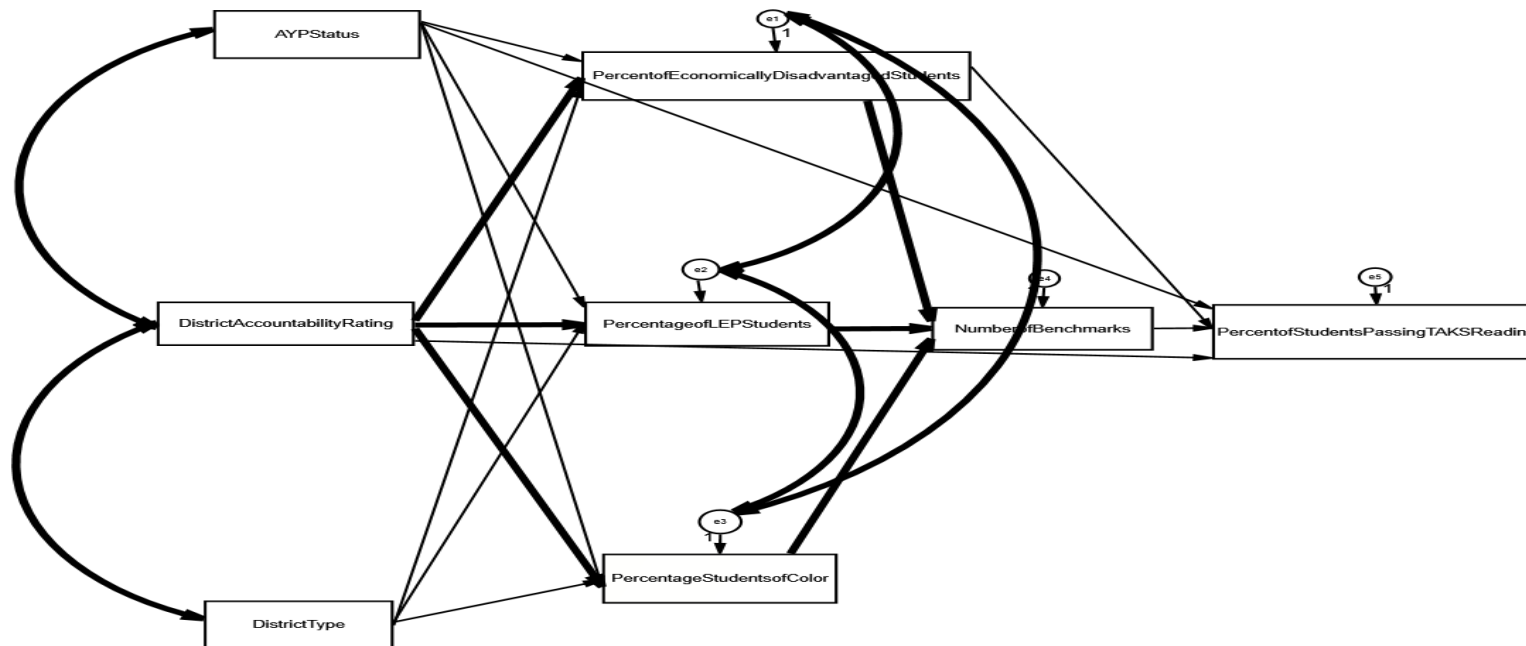 AYPStatus
e1
1
PercentofEconomicallyDisadvantagedStudents
e2
DistrictAccountabilityRating
PercentageofLEPStudents
e4
NumberofBenchmarks
e5
1
PercentofStudentsPassingTAKSReadin
e3
1
PercentageStudentsofColor
DistrictType